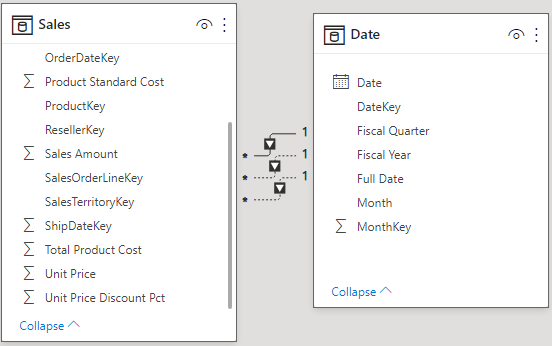 Sales
OrderDateKey
Σ Product Standard Cost
ProductKey
ResellerKey
Σ Sales Amount
SalesOrderLineKey
SalesTerritoryKey
Σ ShipDateKey
Σ Total Product Cost
Σ Unit Price
Σ Unit Price Discount Pct
Collapse
1
* 1
* 1
*
Date
Date
DateKey
Fiscal Quarter
Fiscal Year
Full Date
Month
Σ MonthKey
Collapse